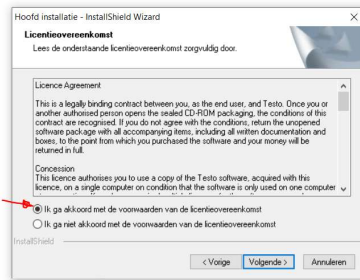 Hoofd installatie - InstallShield Wizard
Licentieovereenkomst
Lees de onderstaande licentieovereenkomst zorgvuldig door.
Licence Agreement
This is a legally binding contract between you, as the end user, and Testo. Once you or
another authorised person opens the sealed CD-ROM packaging, the conditions of this
contract are recognised. If you do not agree with the conditions, return the unopened
software package with all accompanying items, including all written documentation and
boxes, to the point from which you purchased the software and your money will be
returned in full.
Concession
This licence authorises you to use a copy of the Testo software, acquired with this
licence, on a single computer on condition that the software is only used on one computer
Ik ga akkoord met de voorwaarden van de licentieovereenkomst
Ik ga niet akkoord met de voorwaarden van de licentieovereenkomst
InstallShield
< Vorige Volgende > Annuleren